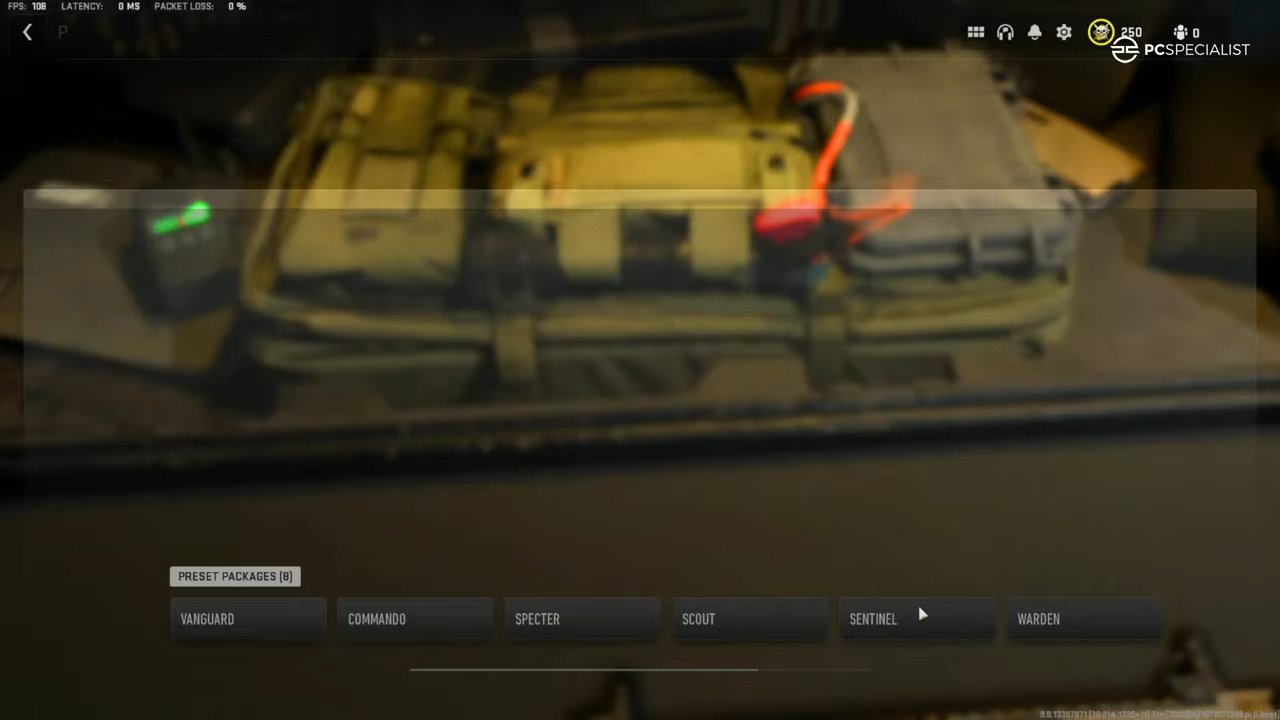 FPS: 108 LATENCY: 0 MS PACKET LOSS: 0 %
P
250
0
PCSPECIALIST
PRESET PACKAGES (8)
VANGUARD
COMMANDO
SPECTER
SCOUT
SENTINEL
WARDEN